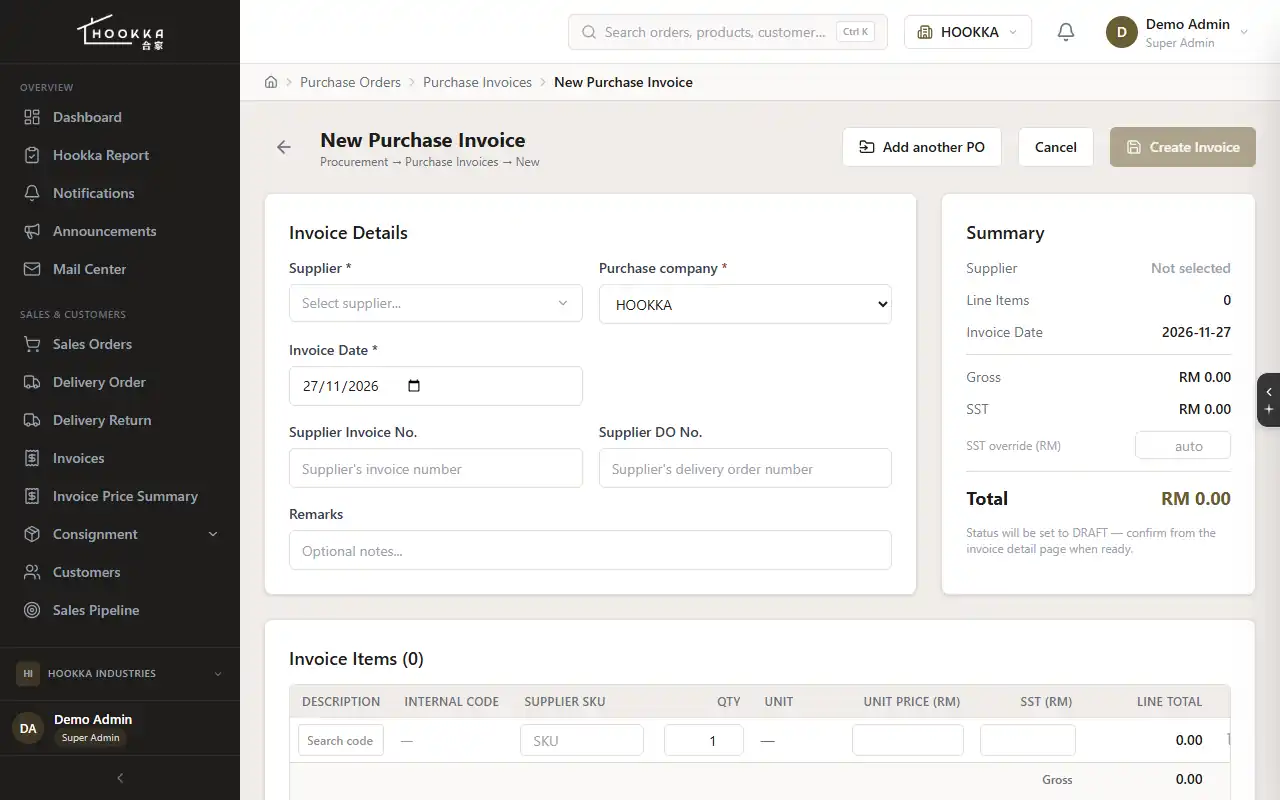 HOOKKA
合家
OVERVIEW
Dashboard
Hookka Report
Notifications
Announcements
Mail Center
SALES & CUSTOMERS
Sales Orders
Delivery Order
Delivery Return
Invoices
Invoice Price Summary
Consignment
Customers
Sales Pipeline
HI HOOKKA INDUSTRIES
DA Demo Admin
Super Admin
Search orders, products, customer... Ctrl K
HOOKKA
D Demo Admin
Super Admin
Purchase Orders Purchase Invoices New Purchase Invoice
New Purchase Invoice
Procurement → Purchase Invoices → New
Add another PO Cancel Create Invoice
Invoice Details
Supplier * Purchase company *
Select supplier... HOOKKA
Invoice Date *
27/11/2026
Supplier Invoice No. Supplier DO No.
Supplier's invoice number Supplier's delivery order number
Remarks
Optional notes...
Summary
Supplier Not selected
Line Items 0
Invoice Date 2026-11-27
Gross RM 0.00
SST RM 0.00
SST override (RM) auto
Total RM 0.00
Status will be set to DRAFT — confirm from the
invoice detail page when ready.
Invoice Items (0)
DESCRIPTION INTERNAL CODE SUPPLIER SKU QTY UNIT UNIT PRICE (RM) SST (RM) LINE TOTAL
Search code — SKU 1 — 0.00
Gross 0.00